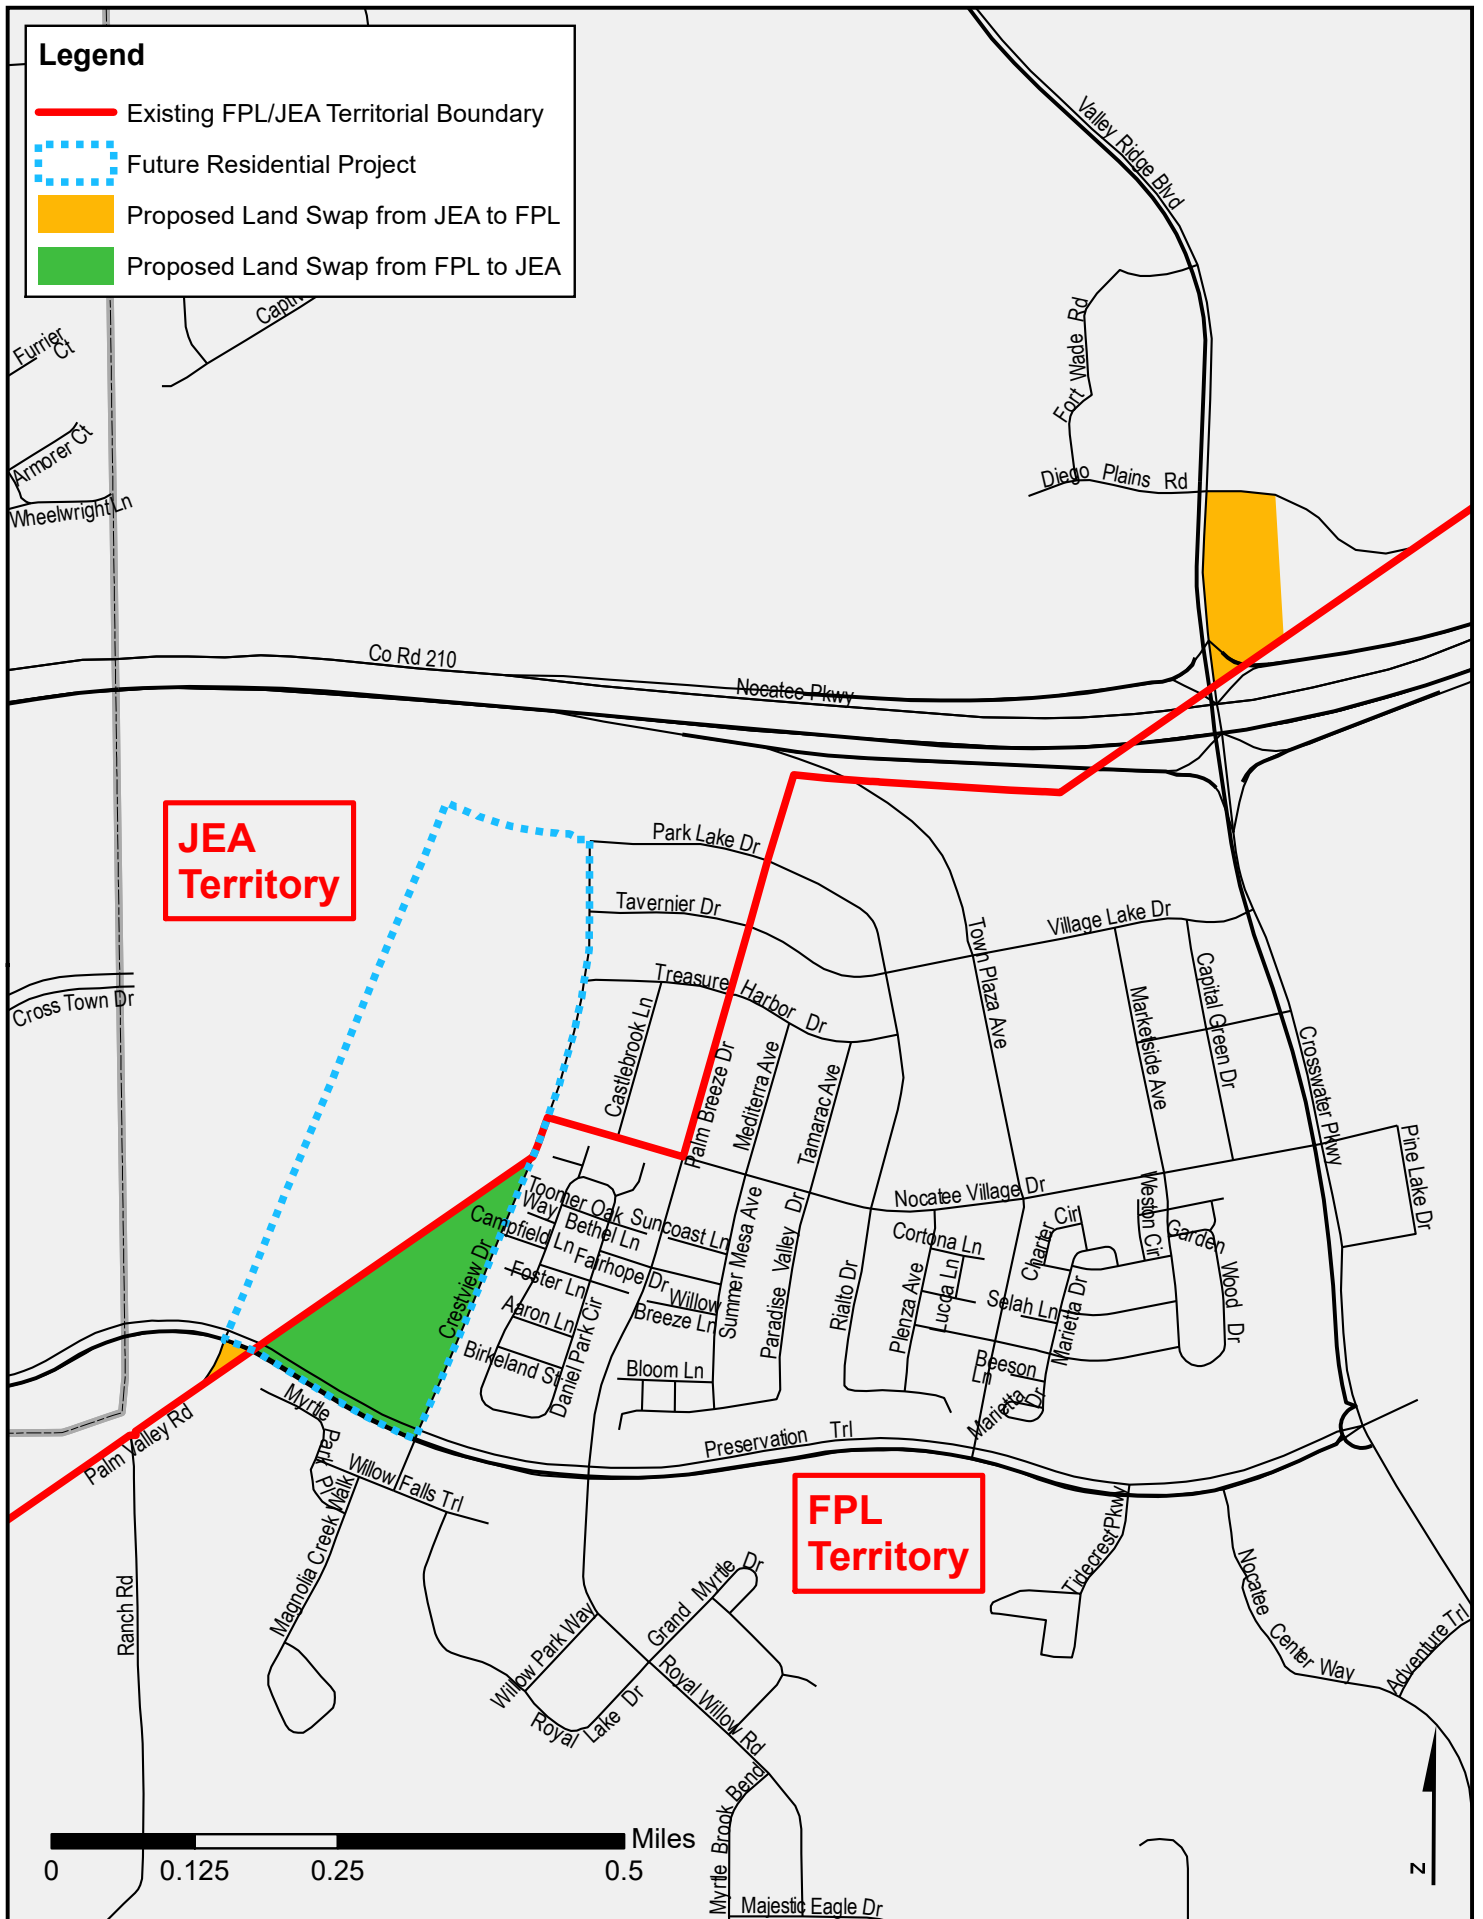 Legend
Existing FPL/JEA Territorial Boundary
Future Residential Project
Proposed Land Swap from JEA to FPL
Proposed Land Swap from FPL to JEA
Valley Ridge Blvd
Furrier
Ct
Fort Wade Rd
Armorer Ct
Wheelwright Ln
Diego Plains Rd
Co Rd 210
Nocatee Pkwy
JEA
Territory
Park Lake Dr
Tavernier Dr
Village Lake Dr
Town Plaza Ave
Treasure Harbor Dr
Cross Town Dr
Castlebrook Ln
Palm Breeze Dr
Mediterra Ave
Tamarac Ave
Marketside Ave
Capital Green Dr
Crosswater Pkwy
Pine Lake Dr
Toomer Oak
Way
Bethel Ln
Suncoast Ln
Campfield Ln
Fairhope Dr
Foster Ln
Willow
Breeze Ln
Aaron Ln
Birkeland St
Bloom Ln
Crestview Dr
Daniel Park Cir
Summer Mesa Ave
Paradise Valley Dr
Rialto Dr
Nocatee Village Dr
Cortona Ln
Plenza Ave
Lucca Ln
Charter Cir
Selah Ln
Marietta Dr
Weston Cir
Garden
Wood Dr
Beeson
Ln
Marietta
Dr
Palm Valley Rd
Myrtle
Park
Pl
Willow Falls Trl
Magnolia Creek Walk
Preservation Trl
FPL
Territory
Tidecrest Pkwy
Ranch Rd
Willow Park Way
Grand Myrtle Dr
Royal
Lake Dr
Royal Willow Rd
Nocatee Center Way
Adventure Trl
Myrtle Brook Bend
Majestic Eagle Dr
Miles
0 0.125 0.25 0.5
z